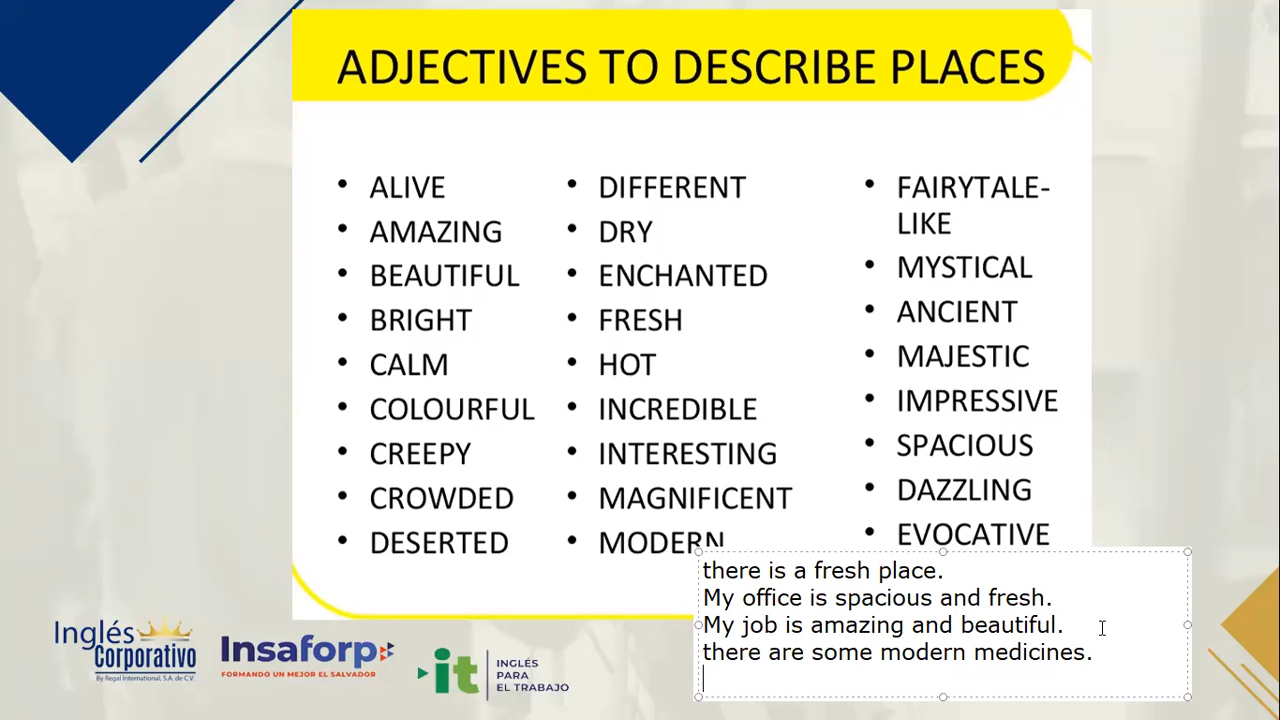 ADJECTIVES TO DESCRIBE PLACES
• ALIVE
• AMAZING
• BEAUTIFUL
• BRIGHT
• CALM
• COLOURFUL
• CREEPY
• CROWDED
• DESERTED
• DIFFERENT
• DRY
• ENCHANTED
• FRESH
• HOT
• INCREDIBLE
• INTERESTING
• MAGNIFICENT
• MODERN
• FAIRYTALE-
LIKE
• MYSTICAL
• ANCIENT
• MAJESTIC
• IMPRESSIVE
• SPACIOUS
• DAZZLING
• EVOCATIVE
there is a fresh place.
My office is spacious and fresh.
My job is amazing and beautiful.
there are some modern medicines.
Inglés
Corporativo
By Regal International, S.A. de C.V.
Insaforp
FORMANDO UN MEJOR EL SALVADOR
it
INGLÉS
PARA
EL TRABAJO